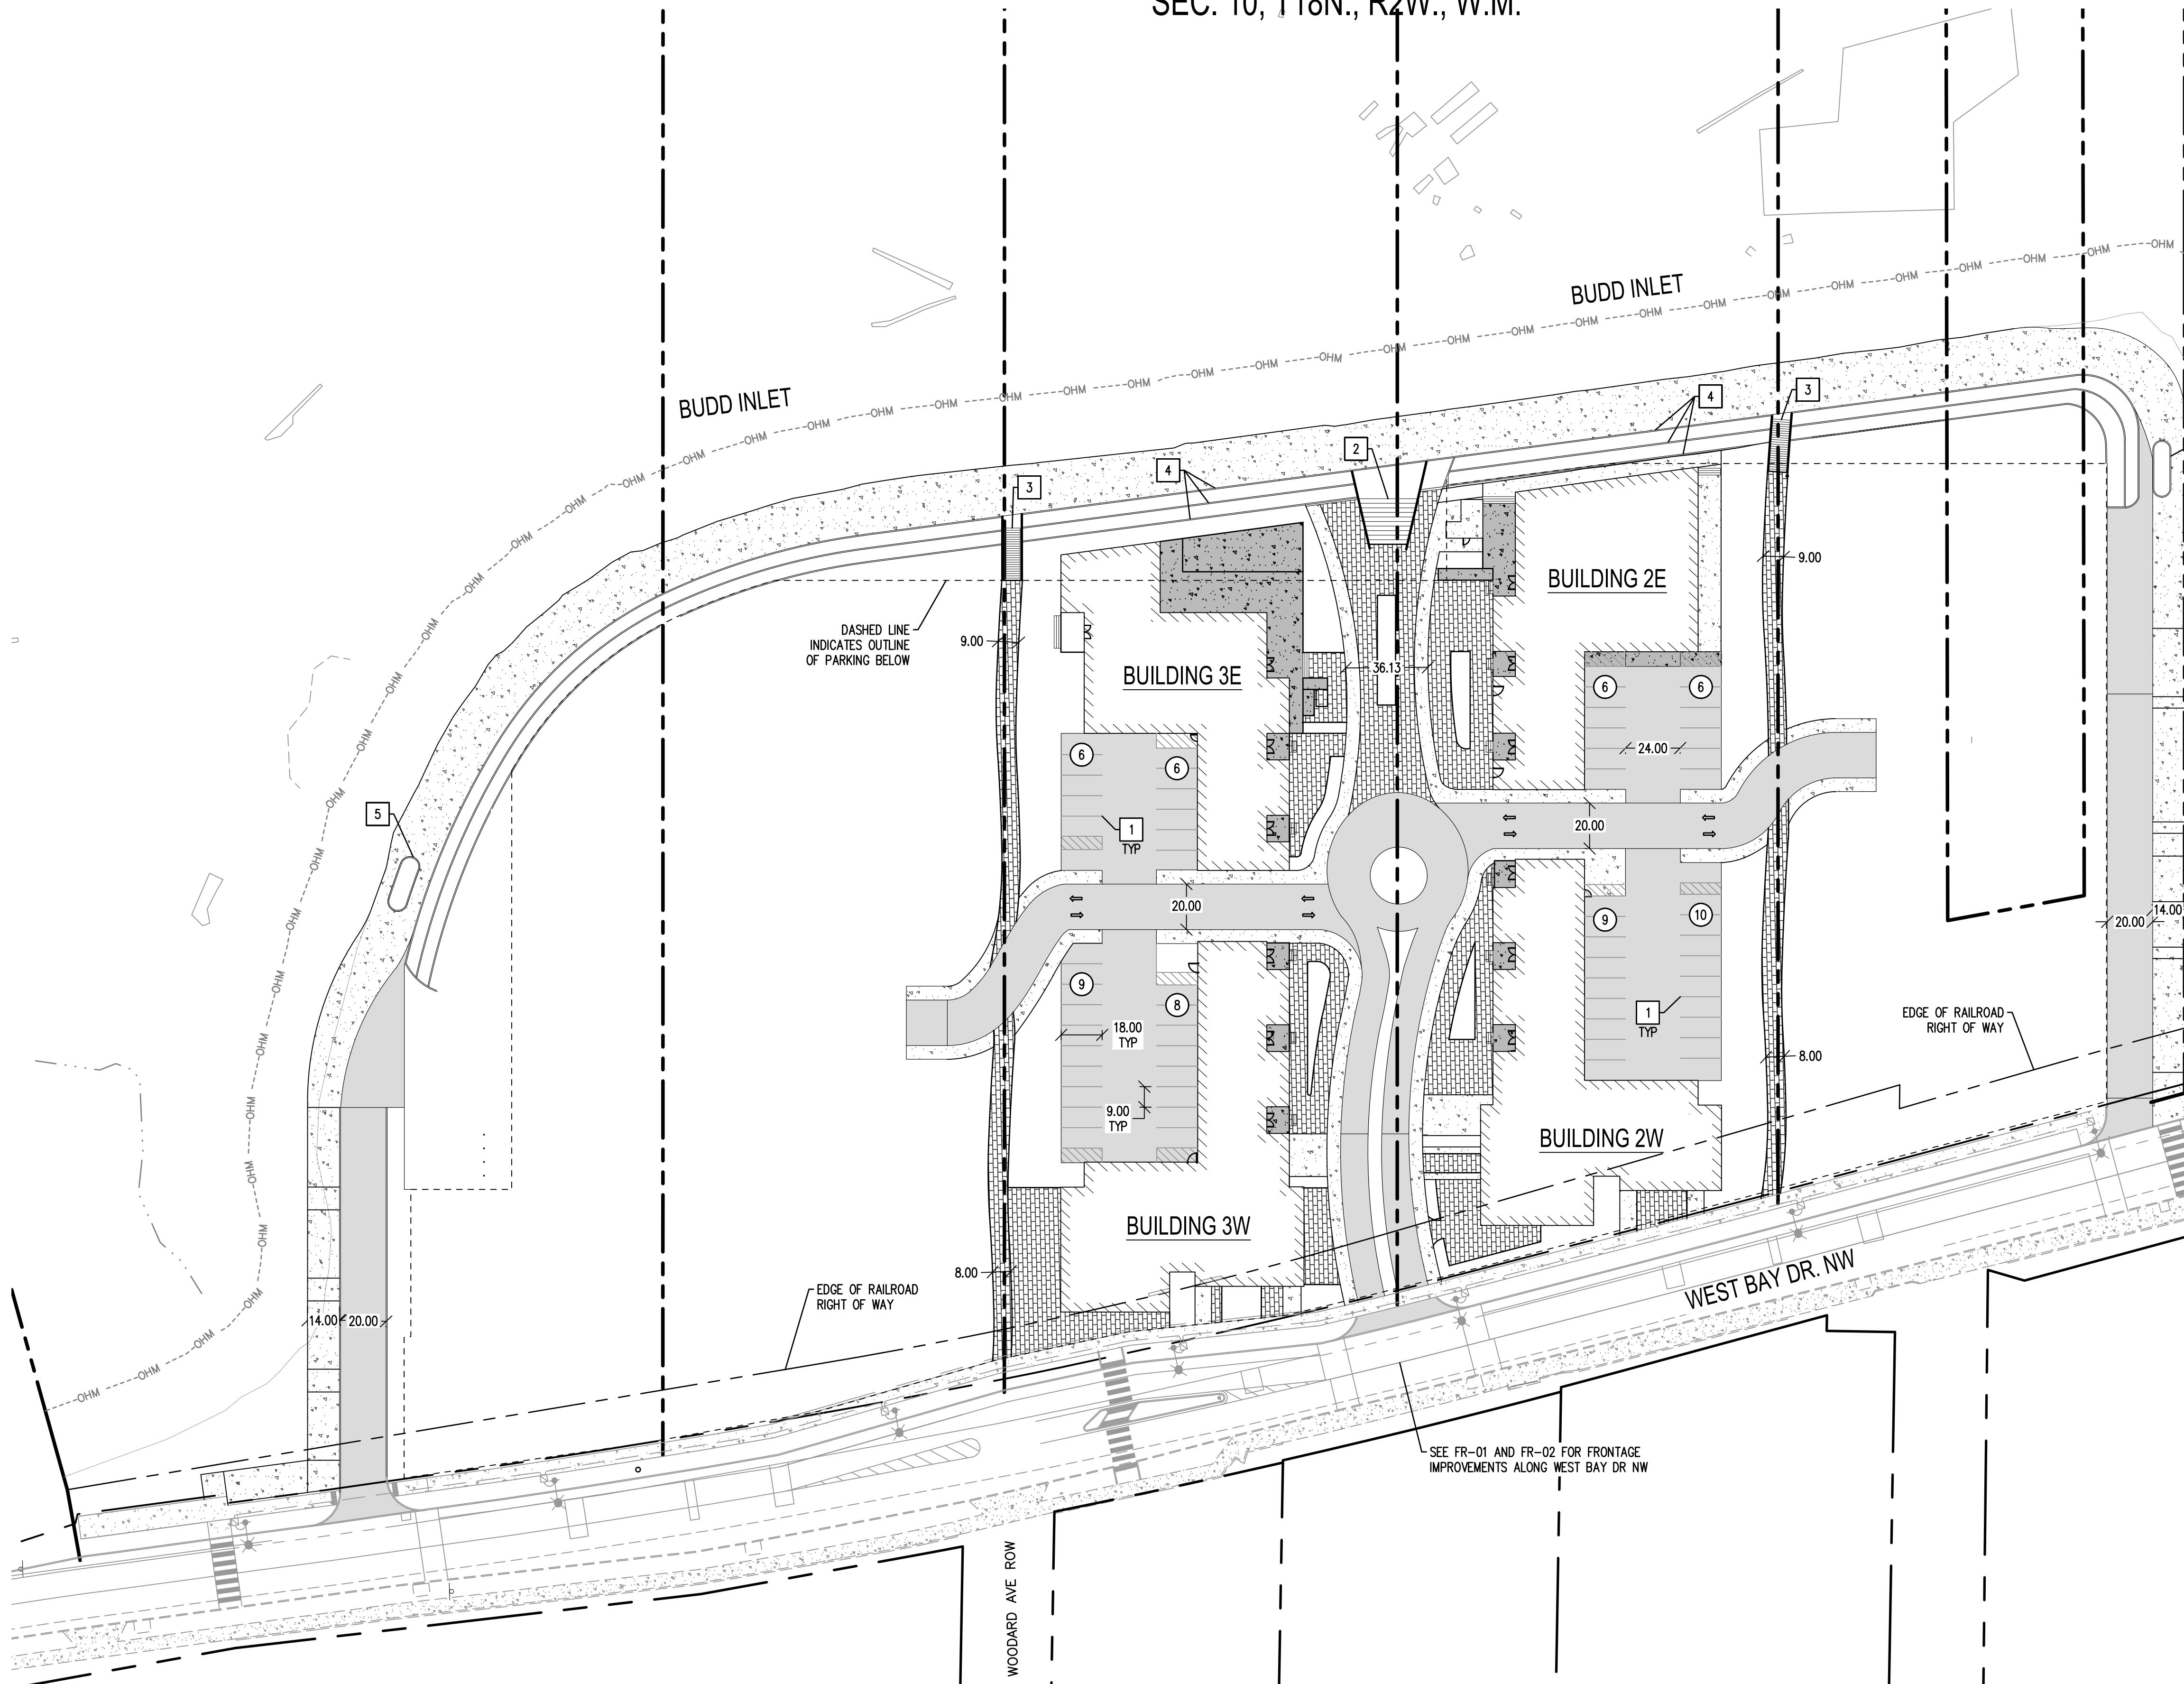 SEC. 10, T18N., R2W., W.M.
BUDD INLET
BUDD INLET
OHM
3
4
4
2
3
9.00
BUILDING 2E
DASHED LINE
INDICATES OUTLINE
OF PARKING BELOW
9.00
BUILDING 3E
36.13
6
6
24.00
6
6
5
1
TYP
20.00
20.00
9
10
20.00
14.00
9
8
1
TYP
EDGE OF RAILROAD
RIGHT OF WAY
18.00
TYP
8.00
9.00
TYP
BUILDING 2W
BUILDING 3W
8.00
EDGE OF RAILROAD
RIGHT OF WAY
WEST BAY DR. NW
14.00
20.00
SEE FR-01 AND FR-02 FOR FRONTAGE
IMPROVEMENTS ALONG WEST BAY DR NW
WOODARD AVE ROW